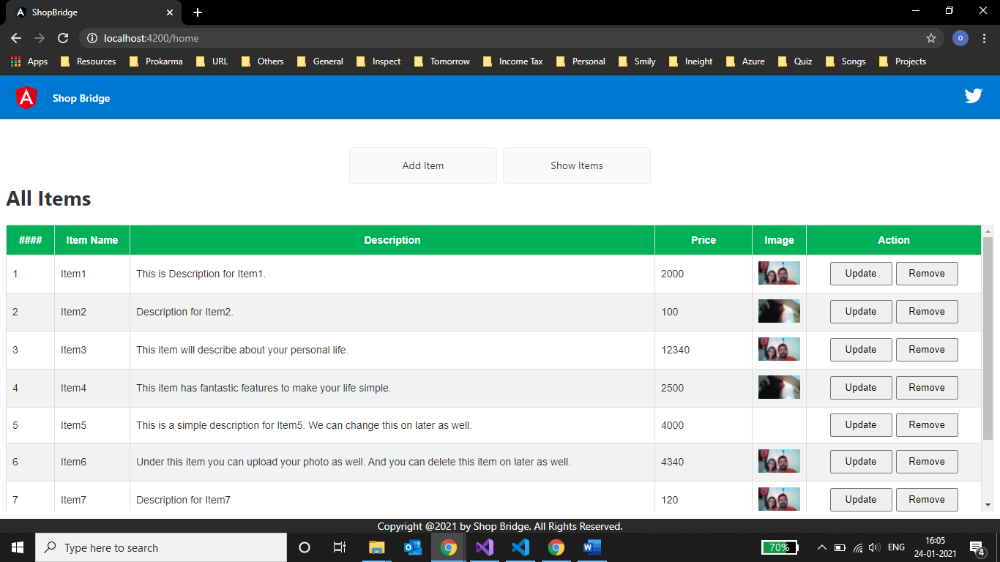 ShopBridge
localhost:4200/home
O
Apps Resources Prokarma URL Others General Inspect Tomorrow Income Tax Personal Smily Ineight Azure Quiz Songs Projects
A Shop Bridge
Add Item Show Items
All Items
#### Item Name Description Price Image Action
1 Item1 This is Description for Item1. 2000 Update Remove
2 Item2 Description for Item2. 100 Update Remove
3 Item3 This item will describe about your personal life. 12340 Update Remove
4 Item4 This item has fantastic features to make your life simple. 2500 Update Remove
5 Item5 This is a simple description for Item5. We can change this on later as well. 4000 Update Remove
6 Item6 Under this item you can upload your photo as well. And you can delete this item on later as well. 4340 Update Remove
7 Item7 Description for Item7 120 Update Remove
Copyright @2021 by Shop Bridge. All Rights Reserved.
Type here to search 70% ENG 16:05
24-01-2021 4